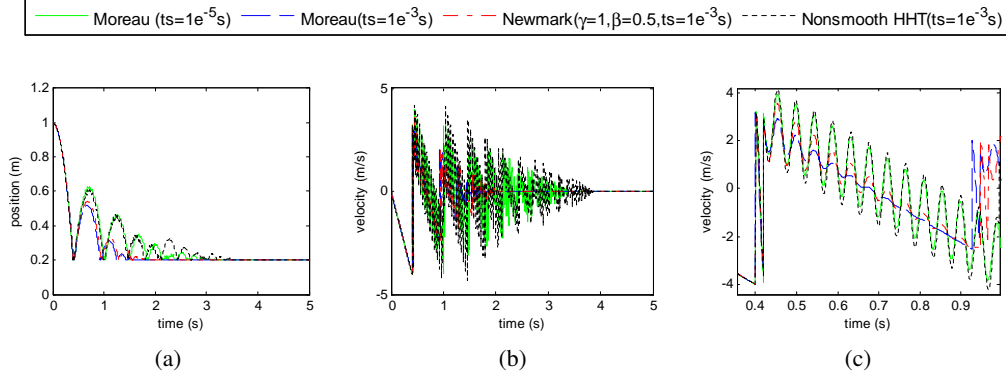 Moreau (ts=1e⁻⁵s) Moreau(ts=1e⁻³s) Newmark(γ=1,β=0.5,ts=1e⁻³s) Nonsmooth HHT(ts=1e⁻³s)
1.2
1
0.8
0.6
0.4
0.2
0
position (m)
0 1 2 3 4 5
time (s)
(a)
5
0
-5
velocity (m/s)
0 1 2 3 4 5
time (s)
(b)
4
2
0
-2
-4
velocity (m/s)
0.4 0.5 0.6 0.7 0.8 0.9
time (s)
(c)